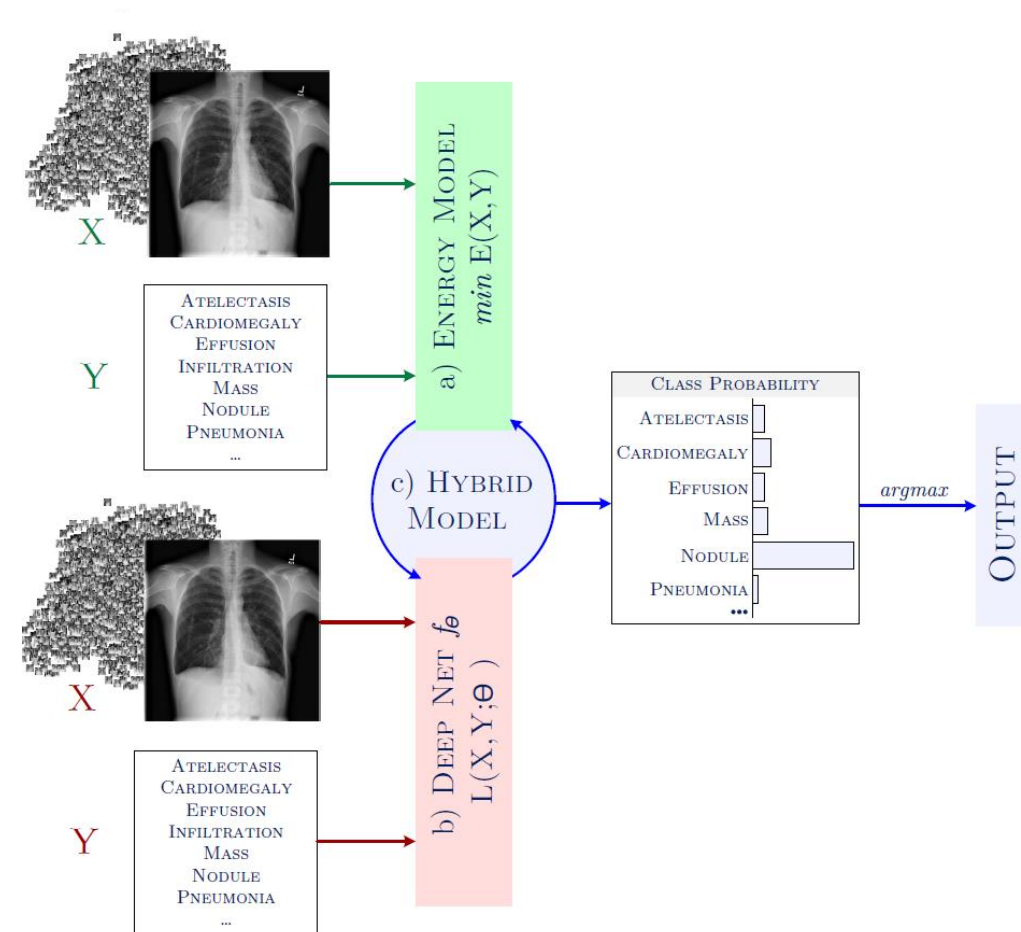 X
Y
ATELECTASIS
CARDIOMEGALY
EFFUSION
INFILTRATION
MASS
NODULE
PNEUMONIA
...
a) ENERGY MODEL
min E(X,Y)
c) HYBRID
MODEL
X
Y
ATELECTASIS
CARDIOMEGALY
EFFUSION
INFILTRATION
MASS
NODULE
PNEUMONIA
...
b) DEEP NET fθ
L(X,Y;Θ )
CLASS PROBABILITY
ATELECTASIS
CARDIOMEGALY
EFFUSION
MASS
NODULE
PNEUMONIA
•••
argmax
OUTPUT